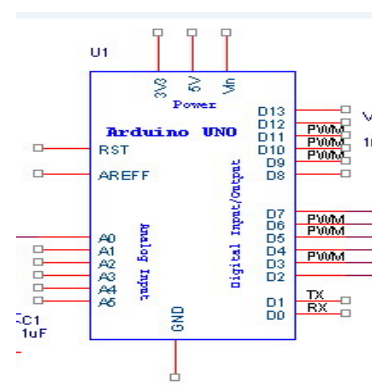 U1
3V3 5V Vin
Power
Arduino UNO
RST
AREFF
Analog Input
A0
A1
A2
A3
A4
A5
Digital Input/Output
D13
D12
D11 PWM
D10 PWM
D9 PWM
D8
D7
D6 PWM
D5
D4
D3 PWM
D2
D1 TX
D0 RX
GND
C1
1uF